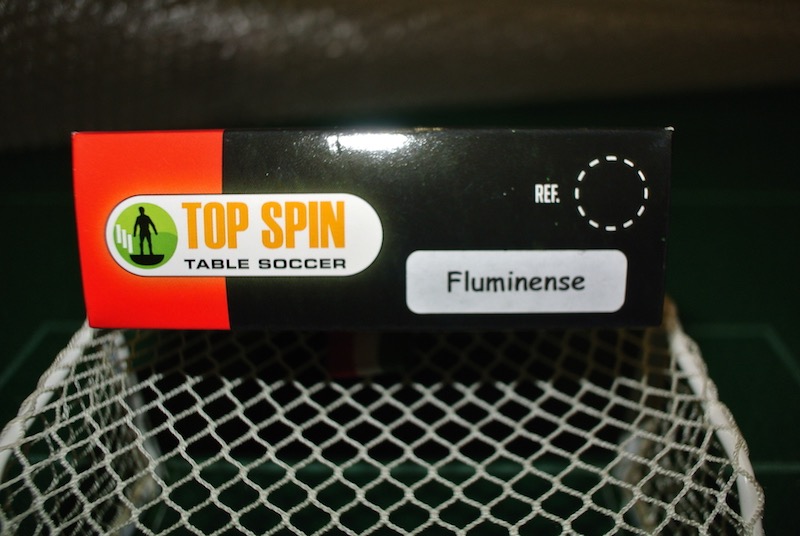 TOP SPIN
TABLE SOCCER
REF.
Fluminense